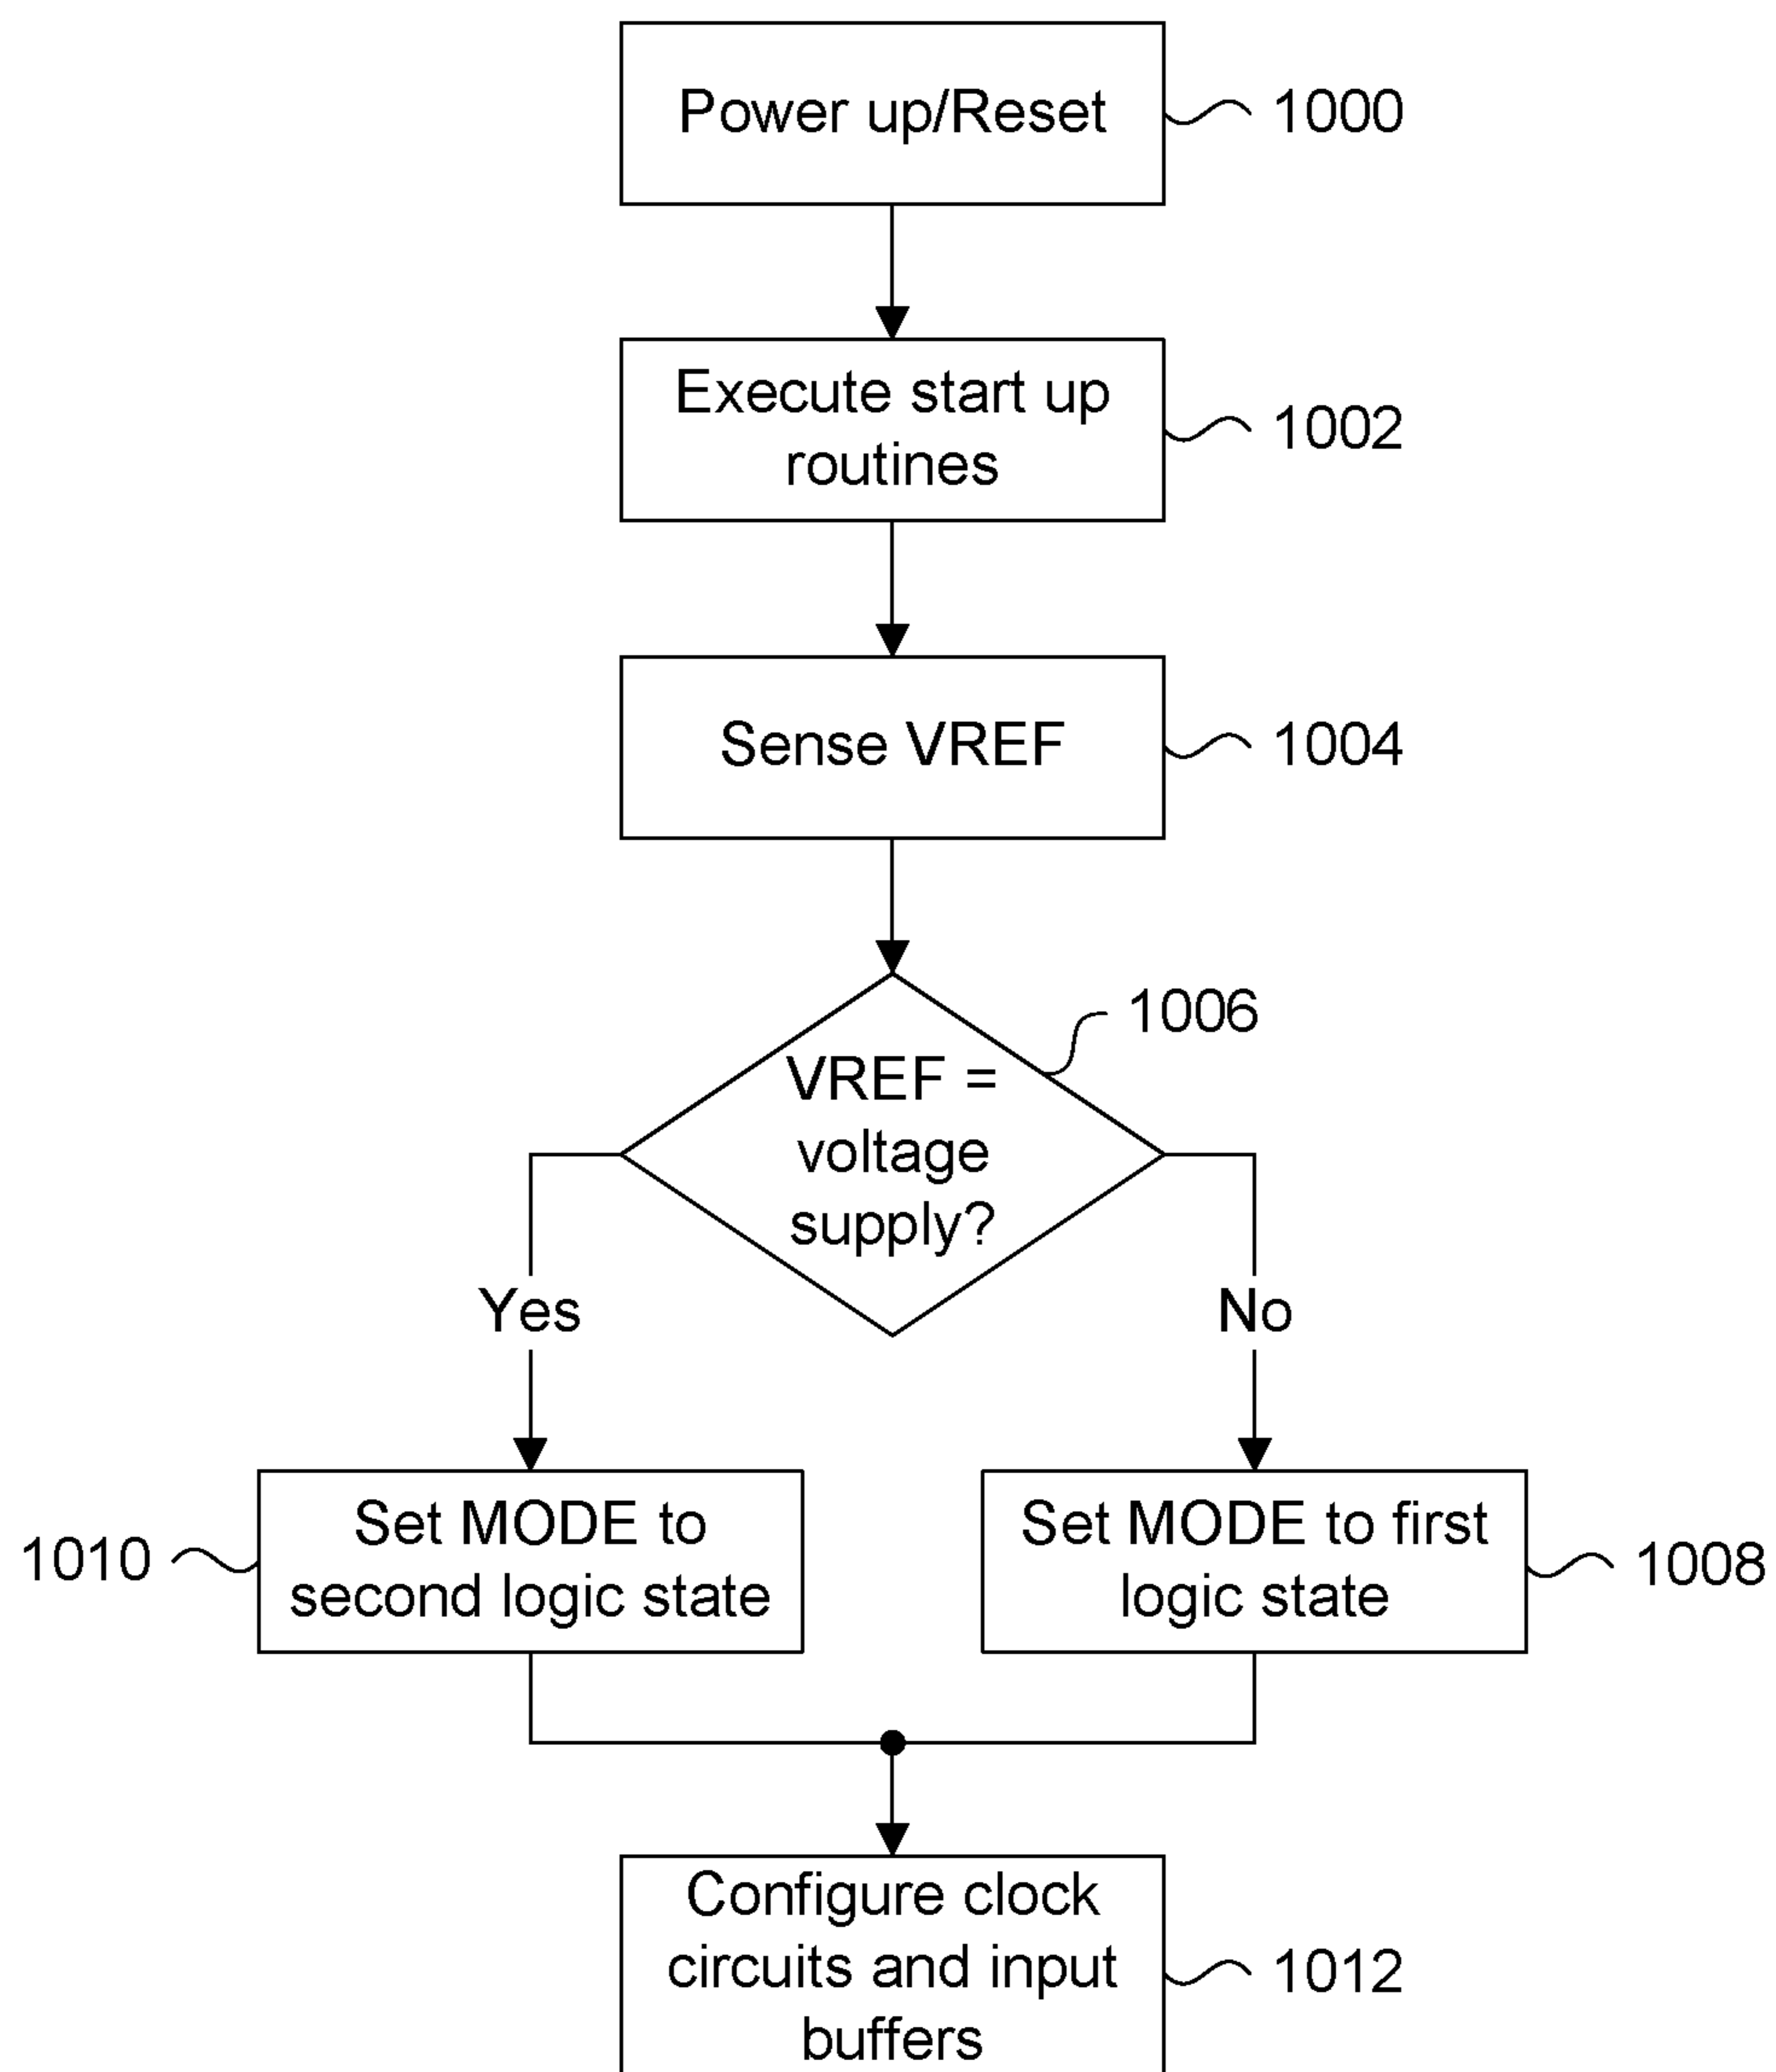 Power up/Reset
1000
Execute start up
routines
1002
Sense VREF
1004
VREF =
voltage
supply?
1006
Yes
No
Set MODE to
second logic state
1010
Set MODE to first
logic state
1008
Configure clock
circuits and input
buffers
1012